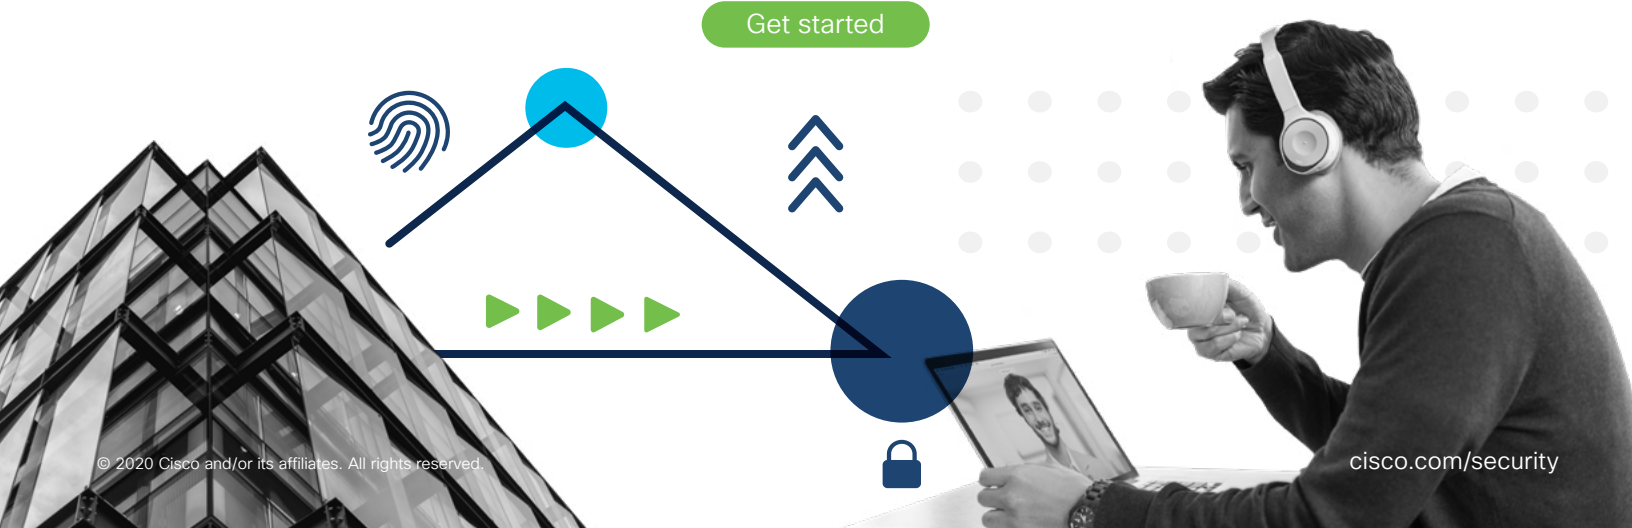 Get started
© 2020 Cisco and/or its affiliates. All rights reserved.
cisco.com/security